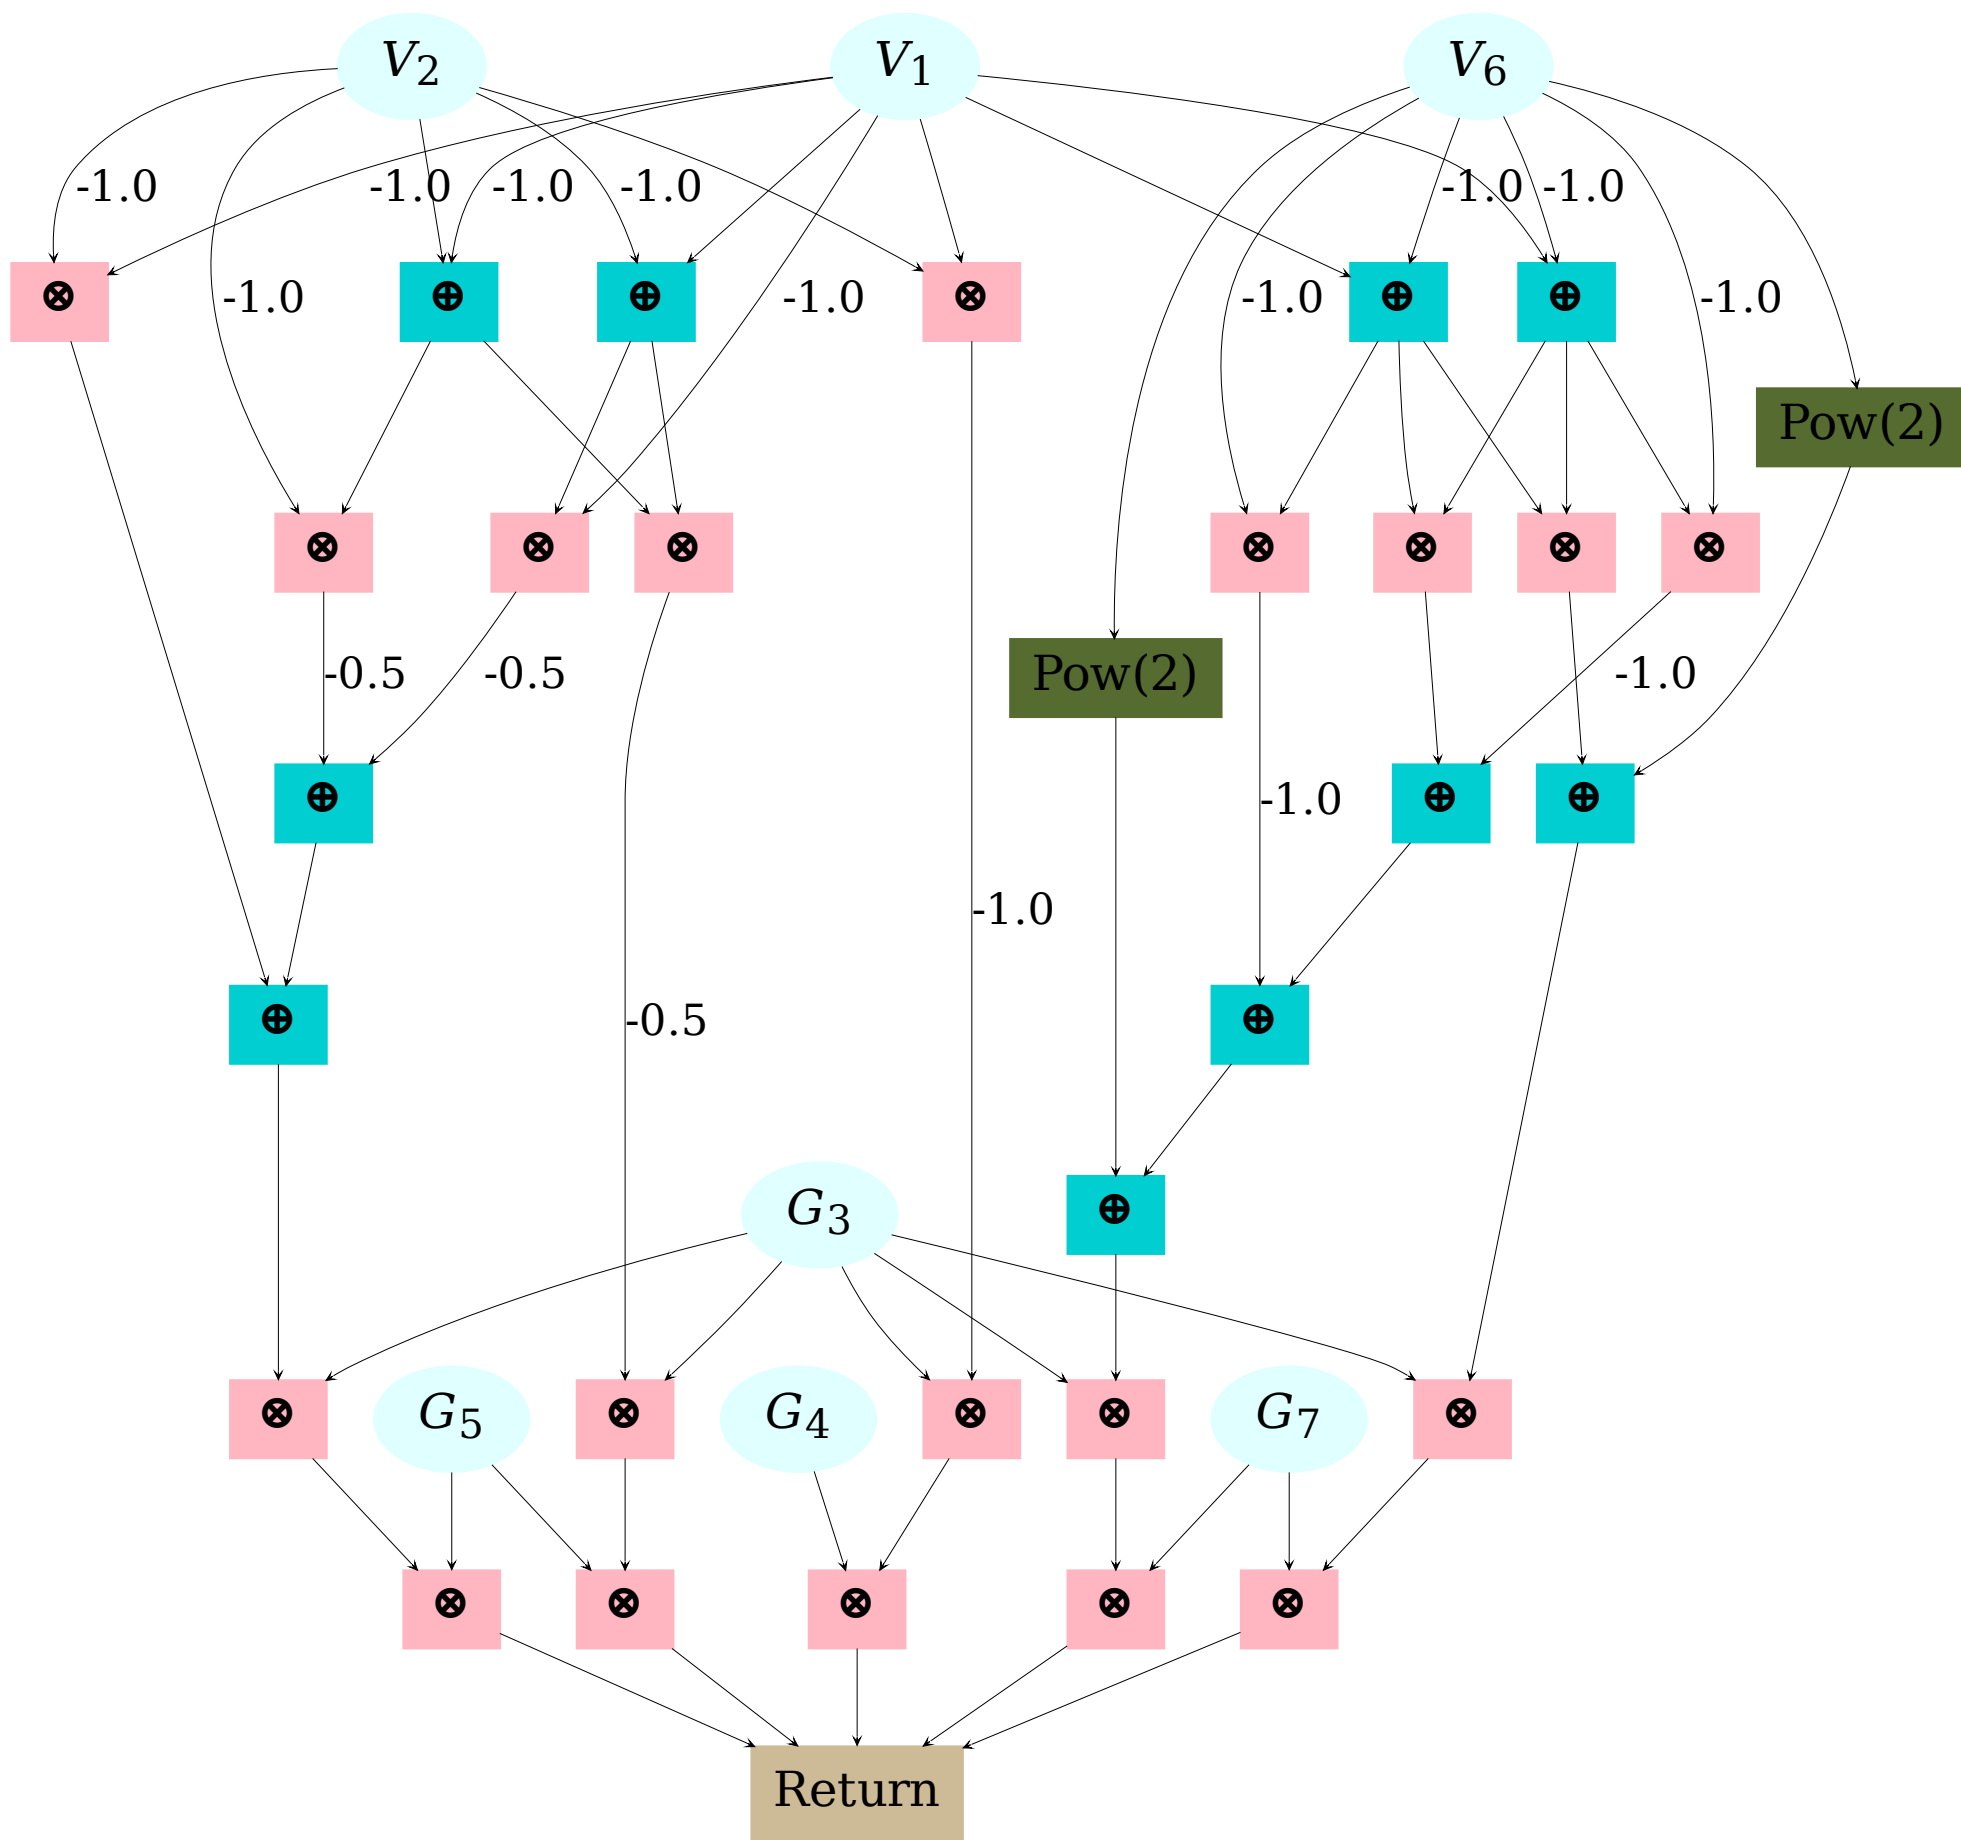 V2 V1 V6
-1.0 -1.0 -1.0 -1.0 -1.0 -1.0
⊗ -1.0 ⊕ ⊕ -1.0 ⊗ -1.0 ⊕ ⊕ -1.0
Pow(2)
⊗ ⊗ ⊗ ⊗ ⊗ ⊗ ⊗
-0.5 -0.5 Pow(2) -1.0
⊕ -1.0 ⊕ ⊕
-1.0
⊕ -0.5 ⊕
G3 ⊕
⊗ G5 ⊗ G4 ⊗ ⊗ G7 ⊗
⊗ ⊗ ⊗ ⊗ ⊗
Return